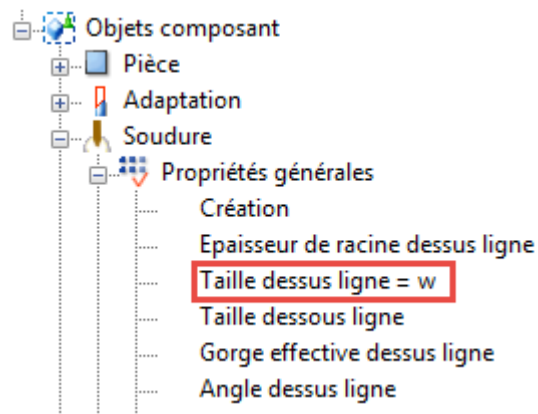 Objets composant
Pièce
Adaptation
Soudure
Propriétés générales
Création
Epaisseur de racine dessus ligne
Taille dessus ligne = w
Taille dessous ligne
Gorge effective dessus ligne
Angle dessus ligne